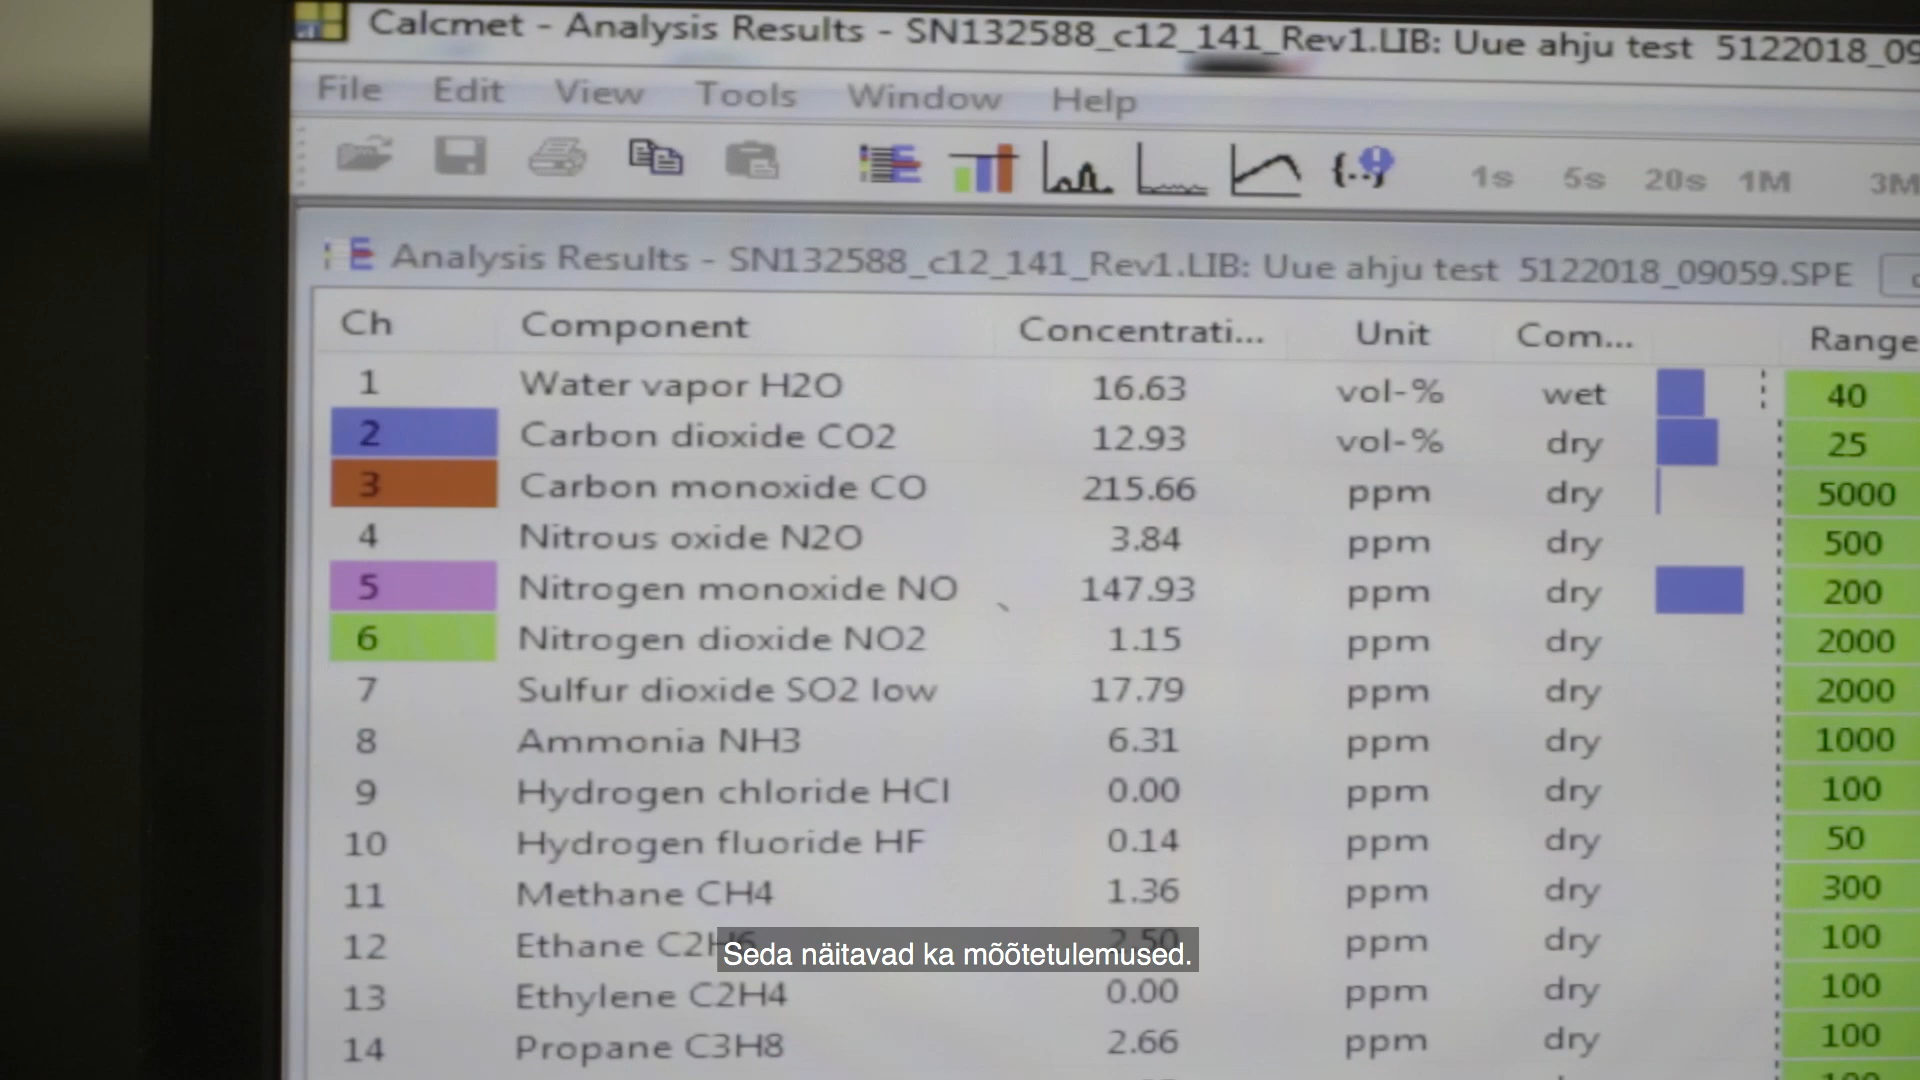 Calcmet - Analysis Results - SN132588_c12_141_Rev1.LIB: Uue ahju test 5122018_09
File Edit View Tools Window Help
1s 5s 20s 1M 3M
Analysis Results - SN132588_c12_141_Rev1.LIB: Uue ahju test 5122018_09059.SPE
Ch Component Concentrati... Unit Com... Range
1 Water vapor H2O 16.63 vol-% wet 40
2 Carbon dioxide CO2 12.93 vol-% dry 25
3 Carbon monoxide CO 215.66 ppm dry 5000
4 Nitrous oxide N2O 3.84 ppm dry 500
5 Nitrogen monoxide NO 147.93 ppm dry 200
6 Nitrogen dioxide NO2 1.15 ppm dry 2000
7 Sulfur dioxide SO2 low 17.79 ppm dry 2000
8 Ammonia NH3 6.31 ppm dry 1000
9 Hydrogen chloride HCl 0.00 ppm dry 100
10 Hydrogen fluoride HF 0.14 ppm dry 50
11 Methane CH4 1.36 ppm dry 300
12 Ethane C2H6 2.50 ppm dry 100
Seda näitavad ka mõõtetulemused.
13 Ethylene C2H4 0.00 ppm dry 100
14 Propane C3H8 2.66 ppm dry 100